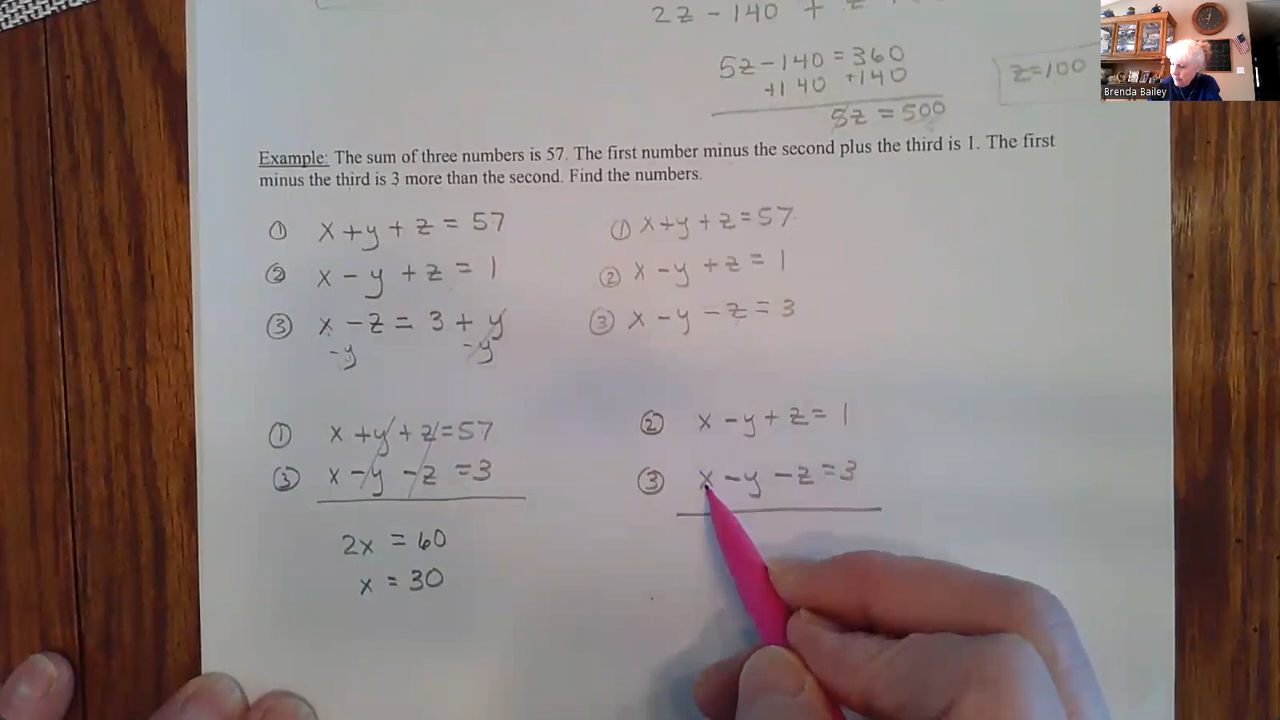 2z - 140 +
5z - 140 = 360
+140 +140
5z = 500
z=100
Brenda Bailey
Example: The sum of three numbers is 57. The first number minus the second plus the third is 1. The first
minus the third is 3 more than the second. Find the numbers.
① x + y + z = 57
② x - y + z = 1
③ x - z = 3 + y
-y -y
① x + y + z = 57
② x - y + z = 1
③ x - y - z = 3
① x + y + z = 57
③ x - y - z = 3
2x = 60
x = 30
② x - y + z = 1
③ x - y - z = 3